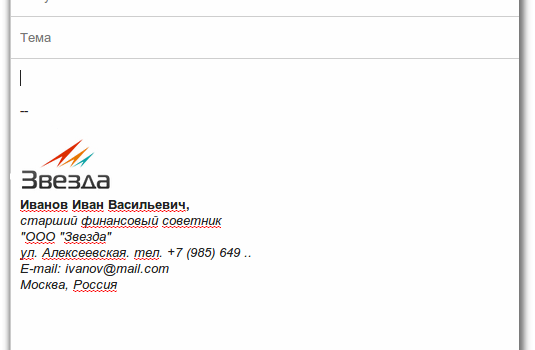 Тема
--
Звезда
Иванов Иван Васильевич,
старший финансовый советник
"ООО "Звезда"
ул. Алексеевская. тел. +7 (985) 649 ..
E-mail: ivanov@mail.com
Москва, Россия